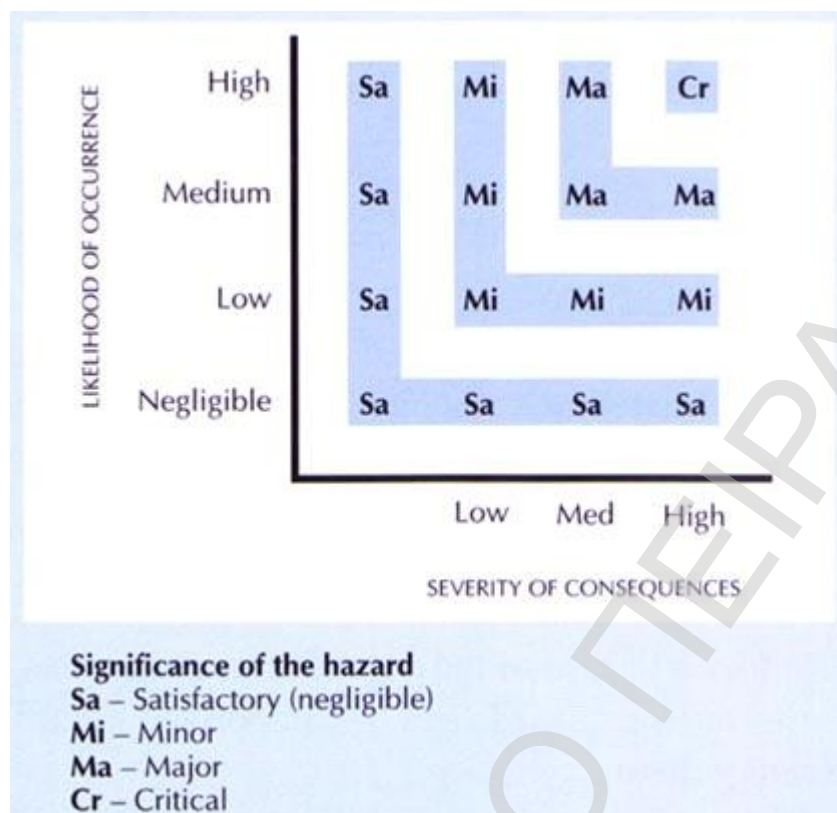 LIKELIHOOD OF OCCURRENCE
High Sa Mi Ma Cr
Medium Sa Mi Ma Ma
Low Sa Mi Mi Mi
Negligible Sa Sa Sa Sa
Low Med High
SEVERITY OF CONSEQUENCES
Significance of the hazard
Sa – Satisfactory (negligible)
Mi – Minor
Ma – Major
Cr – Critical